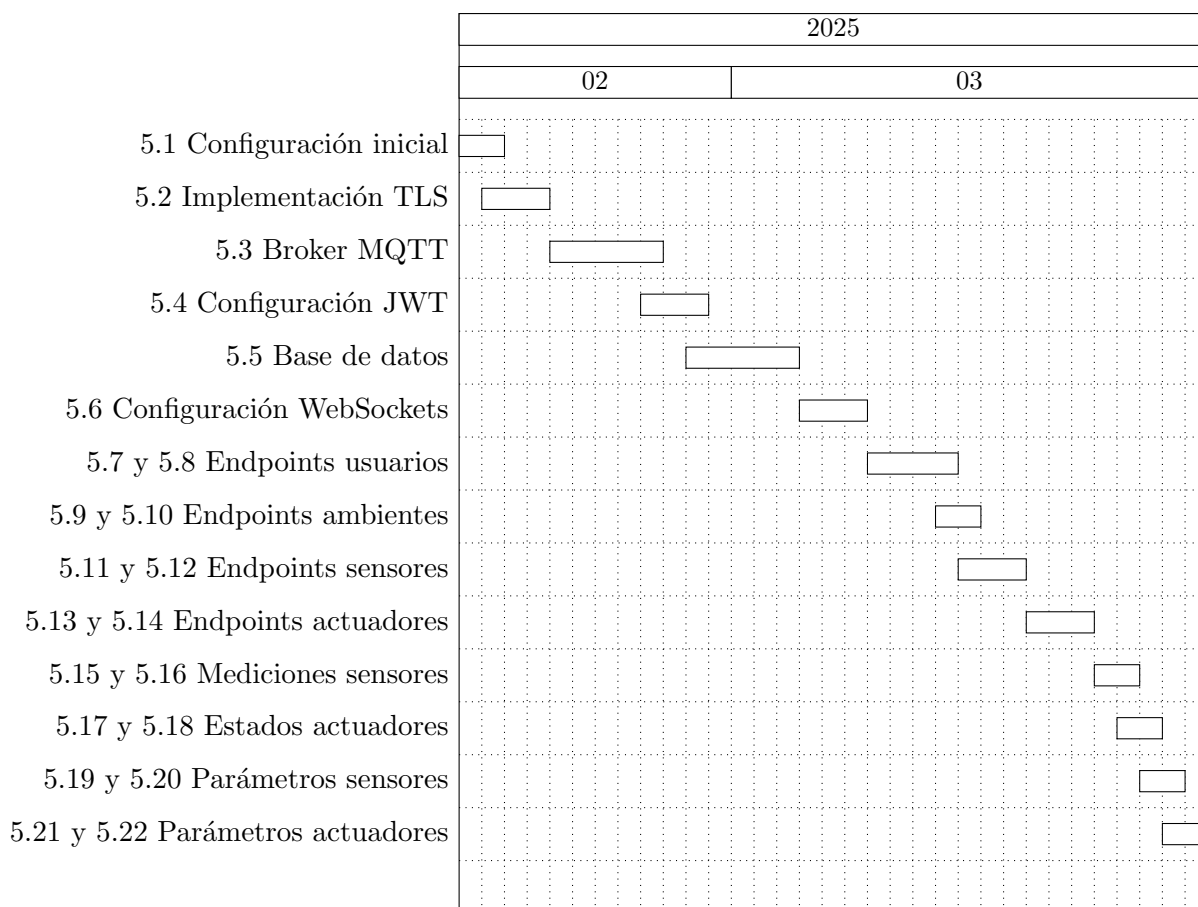 2025
02 03
5.1 Configuración inicial
5.2 Implementación TLS
5.3 Broker MQTT
5.4 Configuración JWT
5.5 Base de datos
5.6 Configuración WebSockets
5.7 y 5.8 Endpoints usuarios
5.9 y 5.10 Endpoints ambientes
5.11 y 5.12 Endpoints sensores
5.13 y 5.14 Endpoints actuadores
5.15 y 5.16 Mediciones sensores
5.17 y 5.18 Estados actuadores
5.19 y 5.20 Parámetros sensores
5.21 y 5.22 Parámetros actuadores